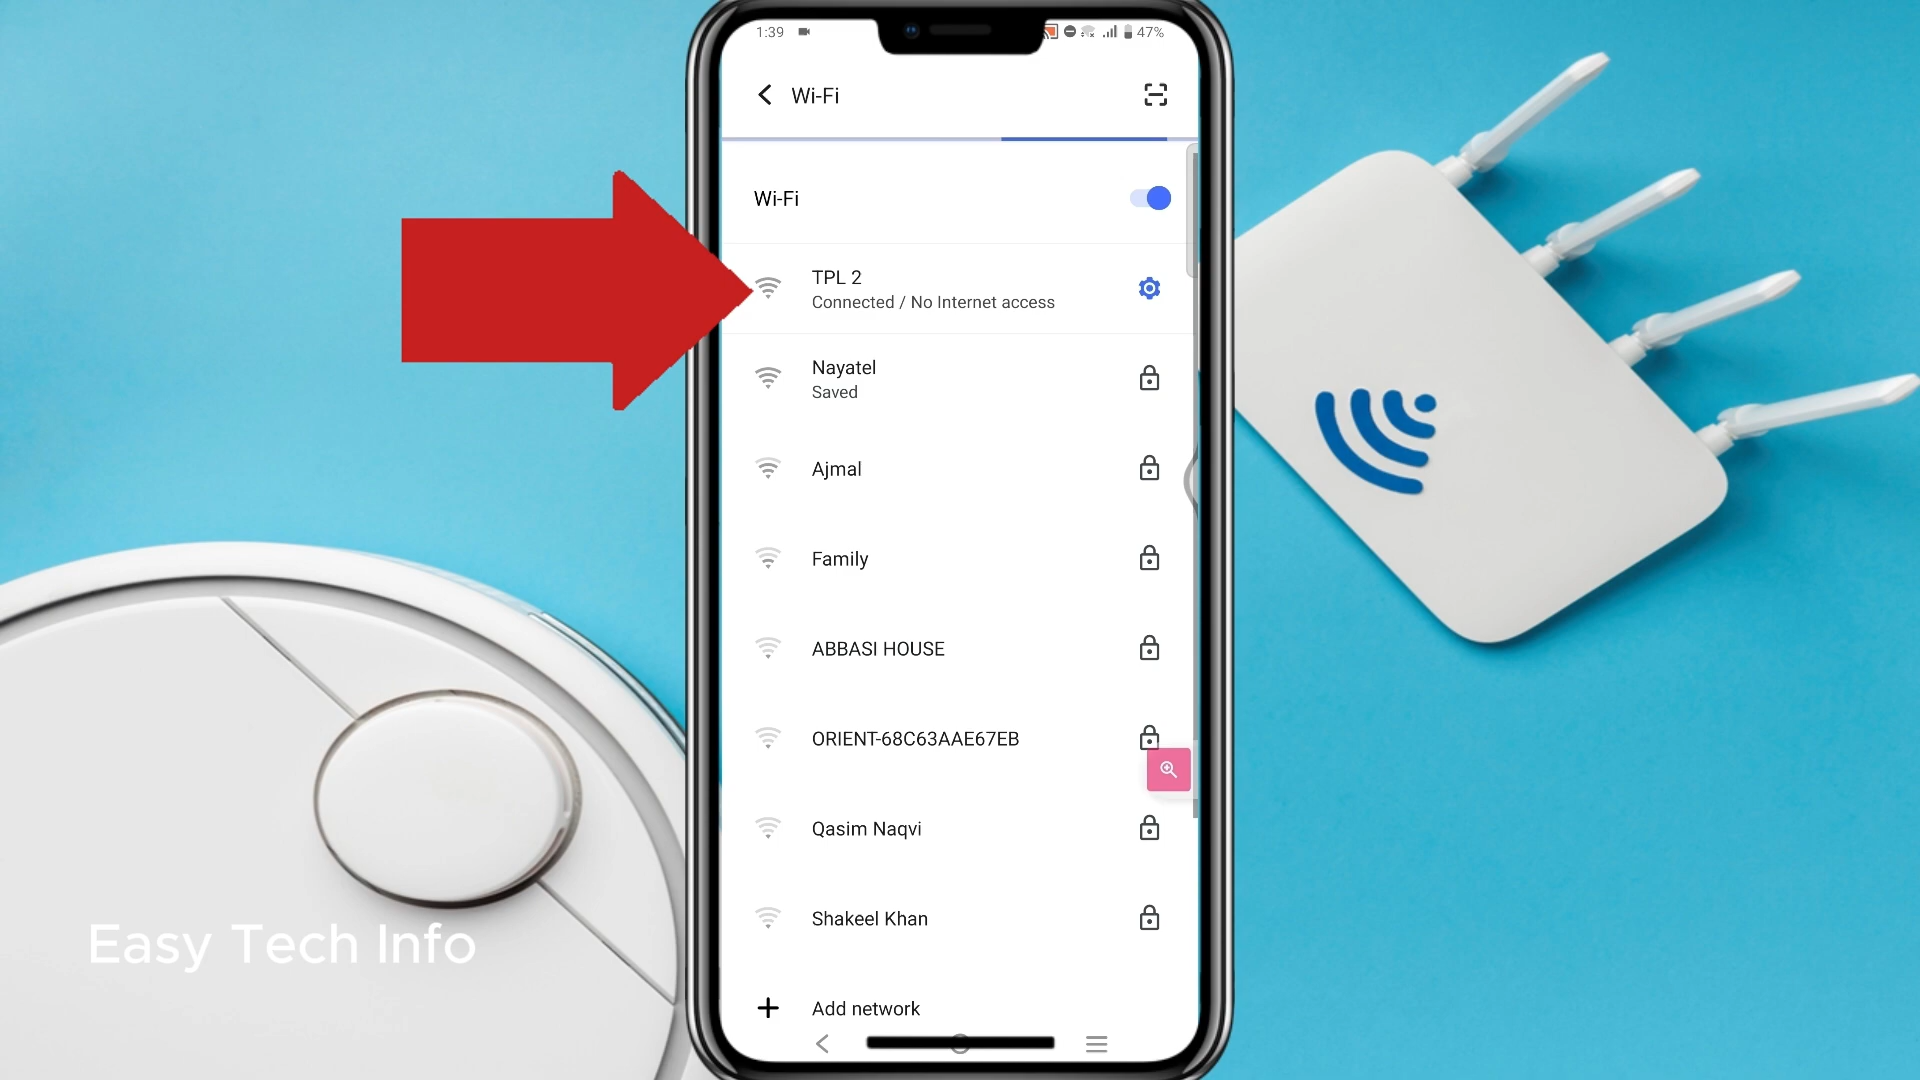 1:39
47%
Wi-Fi
Wi-Fi
TPL 2
Connected / No Internet access
Nayatel
Saved
Ajmal
Family
ABBASI HOUSE
ORIENT-68C63AAE67EB
Qasim Naqvi
Shakeel Khan
Add network
Easy Tech Info